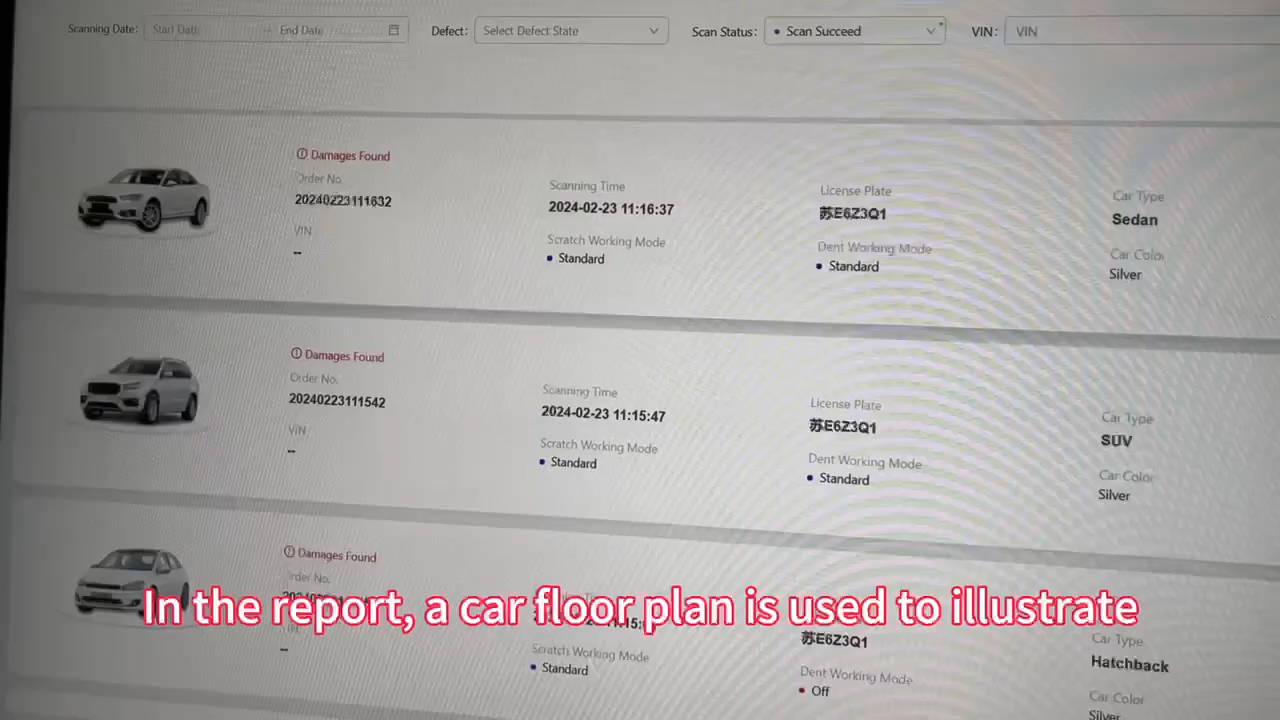 Scanning Date: Start Date → End Date
Defect: Select Defect State
Scan Status: Scan Succeed
VIN: VIN
Damages Found
Order No.
20240223111632
VIN
--
Scanning Time
2024-02-23 11:16:37
Scratch Working Mode
Standard
License Plate
苏E6Z3Q1
Dent Working Mode
Standard
Car Type
Sedan
Car Color
Silver
Damages Found
Order No.
20240223111542
VIN
--
Scanning Time
2024-02-23 11:15:47
Scratch Working Mode
Standard
License Plate
苏E6Z3Q1
Dent Working Mode
Standard
Car Type
SUV
Car Color
Silver
Damages Found
Order No.
--
Scratch Working Mode
Standard
苏E6Z3Q1
Dent Working Mode
Off
Car Type
Hatchback
Car Color
Silver
In the report, a car floor plan is used to illustrate